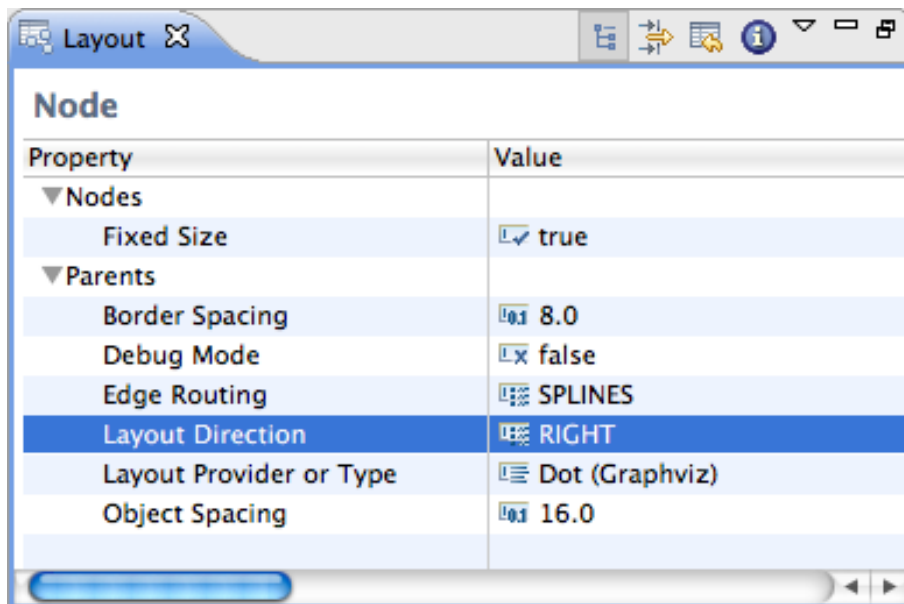 Layout
Node
Property Value
Nodes
Fixed Size true
Parents
Border Spacing 8.0
Debug Mode false
Edge Routing SPLINES
Layout Direction RIGHT
Layout Provider or Type Dot (Graphviz)
Object Spacing 16.0